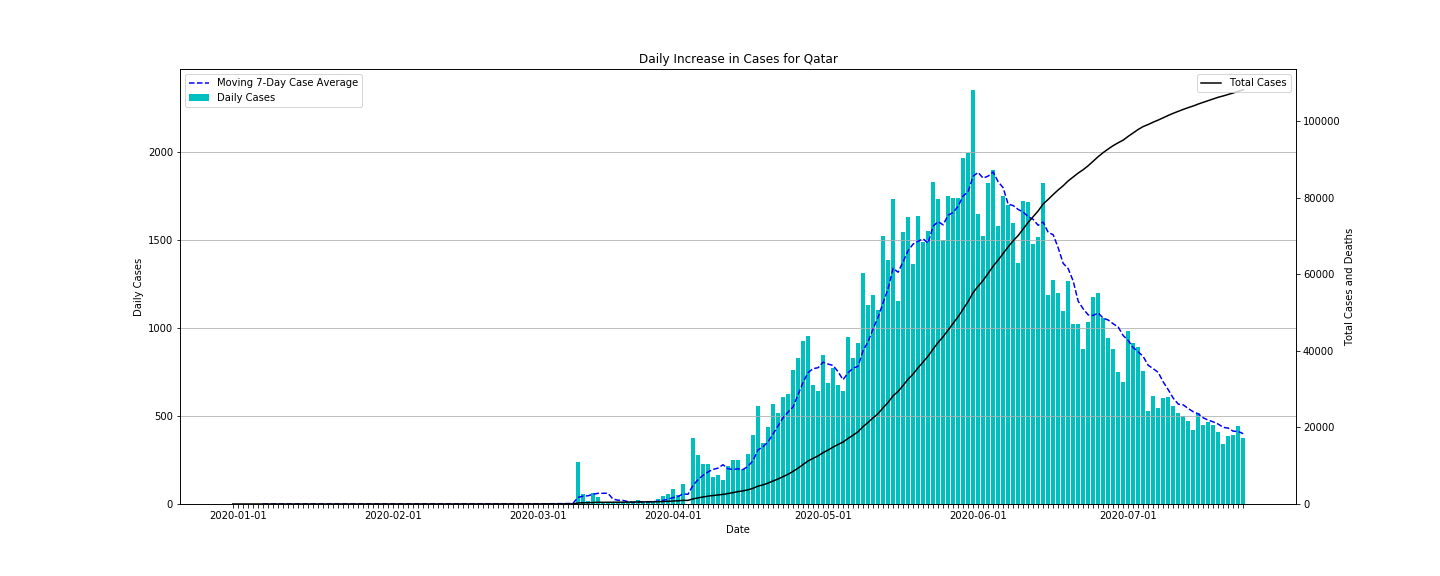 Daily Increase in Cases for Qatar
Moving 7-Day Case Average
Daily Cases
Total Cases
Daily Cases
2000
1500
1000
500
0
100000
80000
60000
40000
20000
0
Total Cases and Deaths
2020-01-01 2020-02-01 2020-03-01 2020-04-01 2020-05-01 2020-06-01 2020-07-01
Date